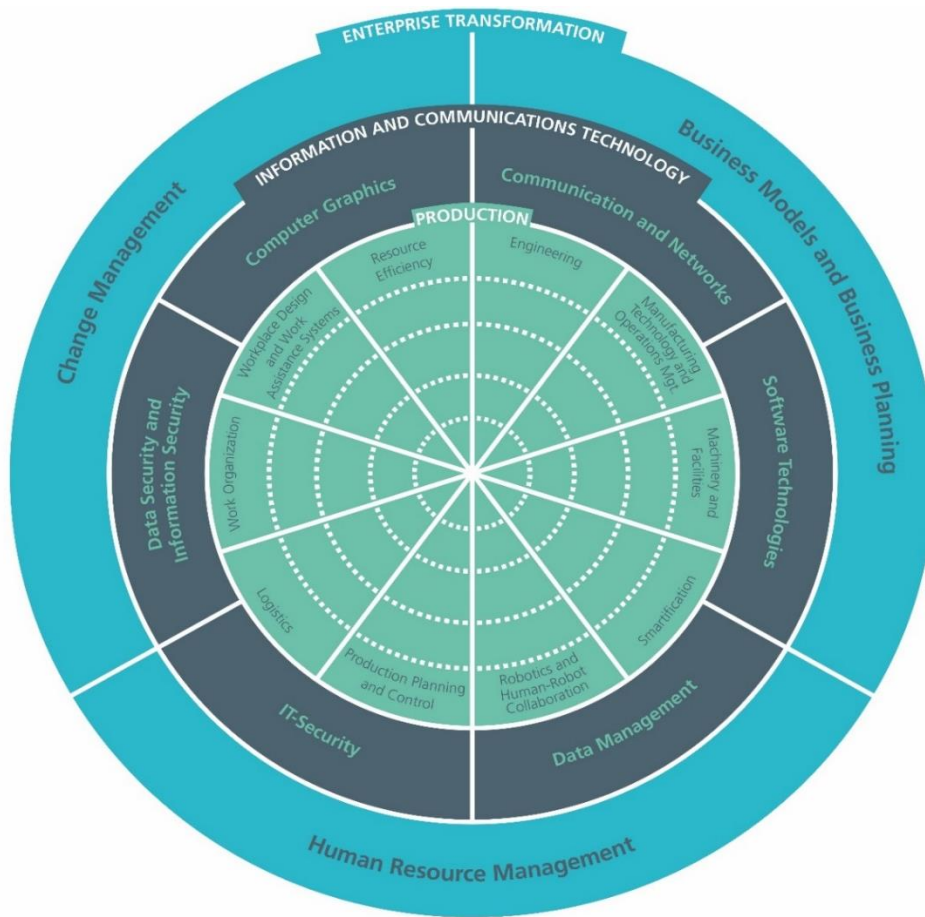 ENTERPRISE TRANSFORMATION
Change Management
Business Models and Business Planning
Human Resource Management
INFORMATION AND COMMUNICATIONS TECHNOLOGY
Computer Graphics
Communication and Networks
Software Technologies
Data Management
IT-Security
Data Security and
Information Security
PRODUCTION
Resource
Efficiency
Engineering
Manufacturing
Technology and
Operations Mgt.
Machinery and
Facilities
Smartification
Robotics and
Human-Robot
Collaboration
Production Planning
and Control
Logistics
Work Organization
Workplace Design
and Work
Assistance Systems